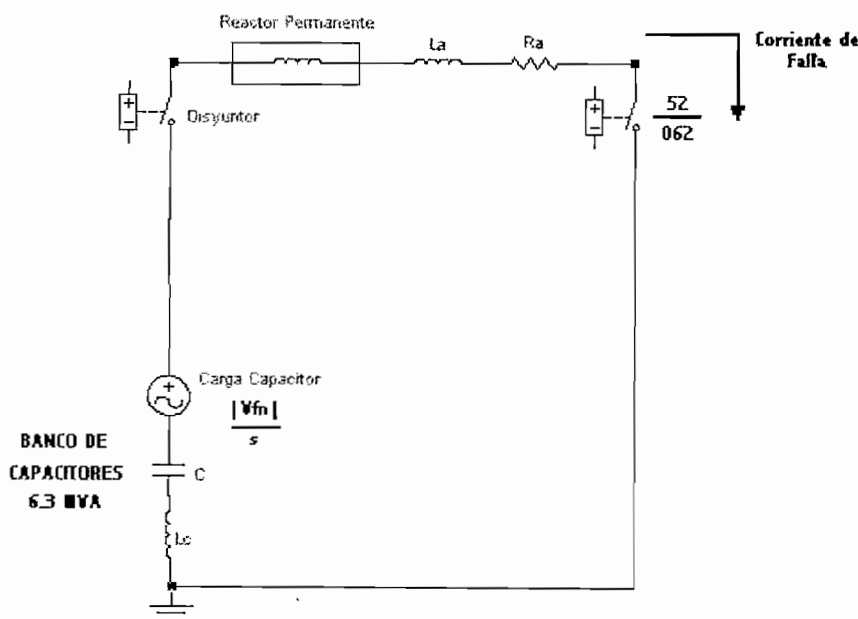 Reactor Permanente
La
Ra
Corriente de
Falla
+
−
Disyuntor
+
−
52
062
+
Carga Capacitor
|Vfn|
s
BANCO DE
CAPACITORES
6.3 MVA
C
Lc